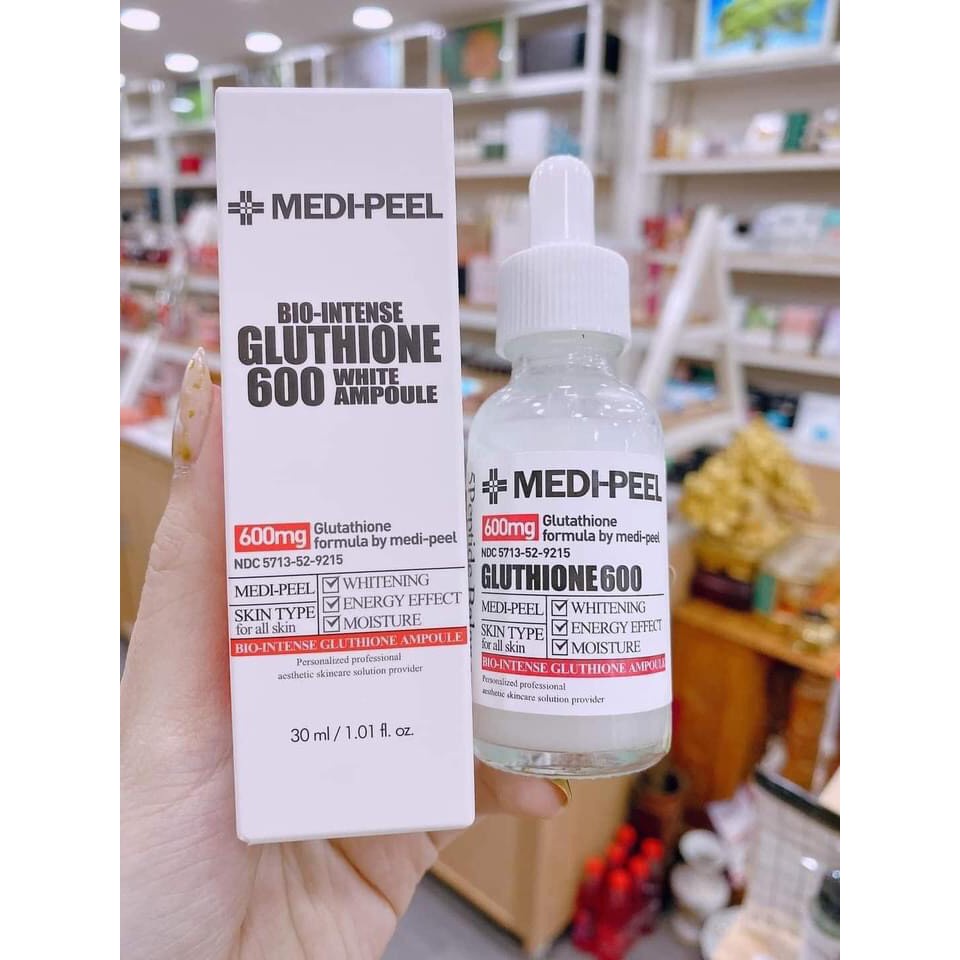 MEDI-PEEL
BIO-INTENSE
GLUTHIONE
600 WHITE
AMPOULE
600mg Glutathione
formula by medi-peel
NDC 5713-52-9215
MEDI-PEEL
SKIN TYPE
for all skin
WHITENING
ENERGY EFFECT
MOISTURE
BIO-INTENSE GLUTHIONE AMPOULE
Personalized professional
aesthetic skincare solution provider
30 ml / 1.01 fl. oz.
MEDI-PEEL
600mg Glutathione
formula by medi-peel
NDC 5713-52-9215
GLUTHIONE 600
MEDI-PEEL
SKIN TYPE
for all skin
WHITENING
ENERGY EFFECT
MOISTURE
BIO-INTENSE GLUTHIONE AMPOULE
Personalized professional
aesthetic skincare solution provider